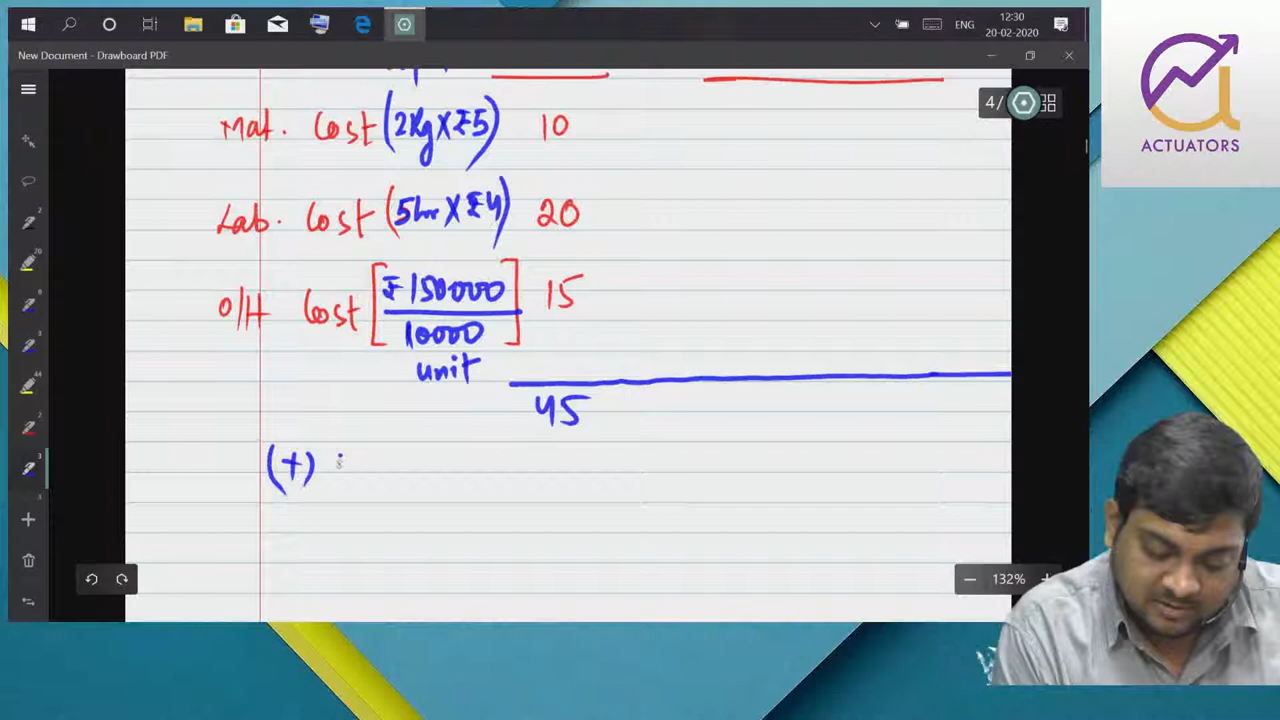 12:30
ENG
20-02-2020
New Document - Drawboard PDF
4/
Mat. Cost (2Kg X ₹5) 10
Lab. Cost (5hr X ₹4) 20
O/H Cost [₹150000 15
10000]
unit
45
(+)
132%
ACTUATORS